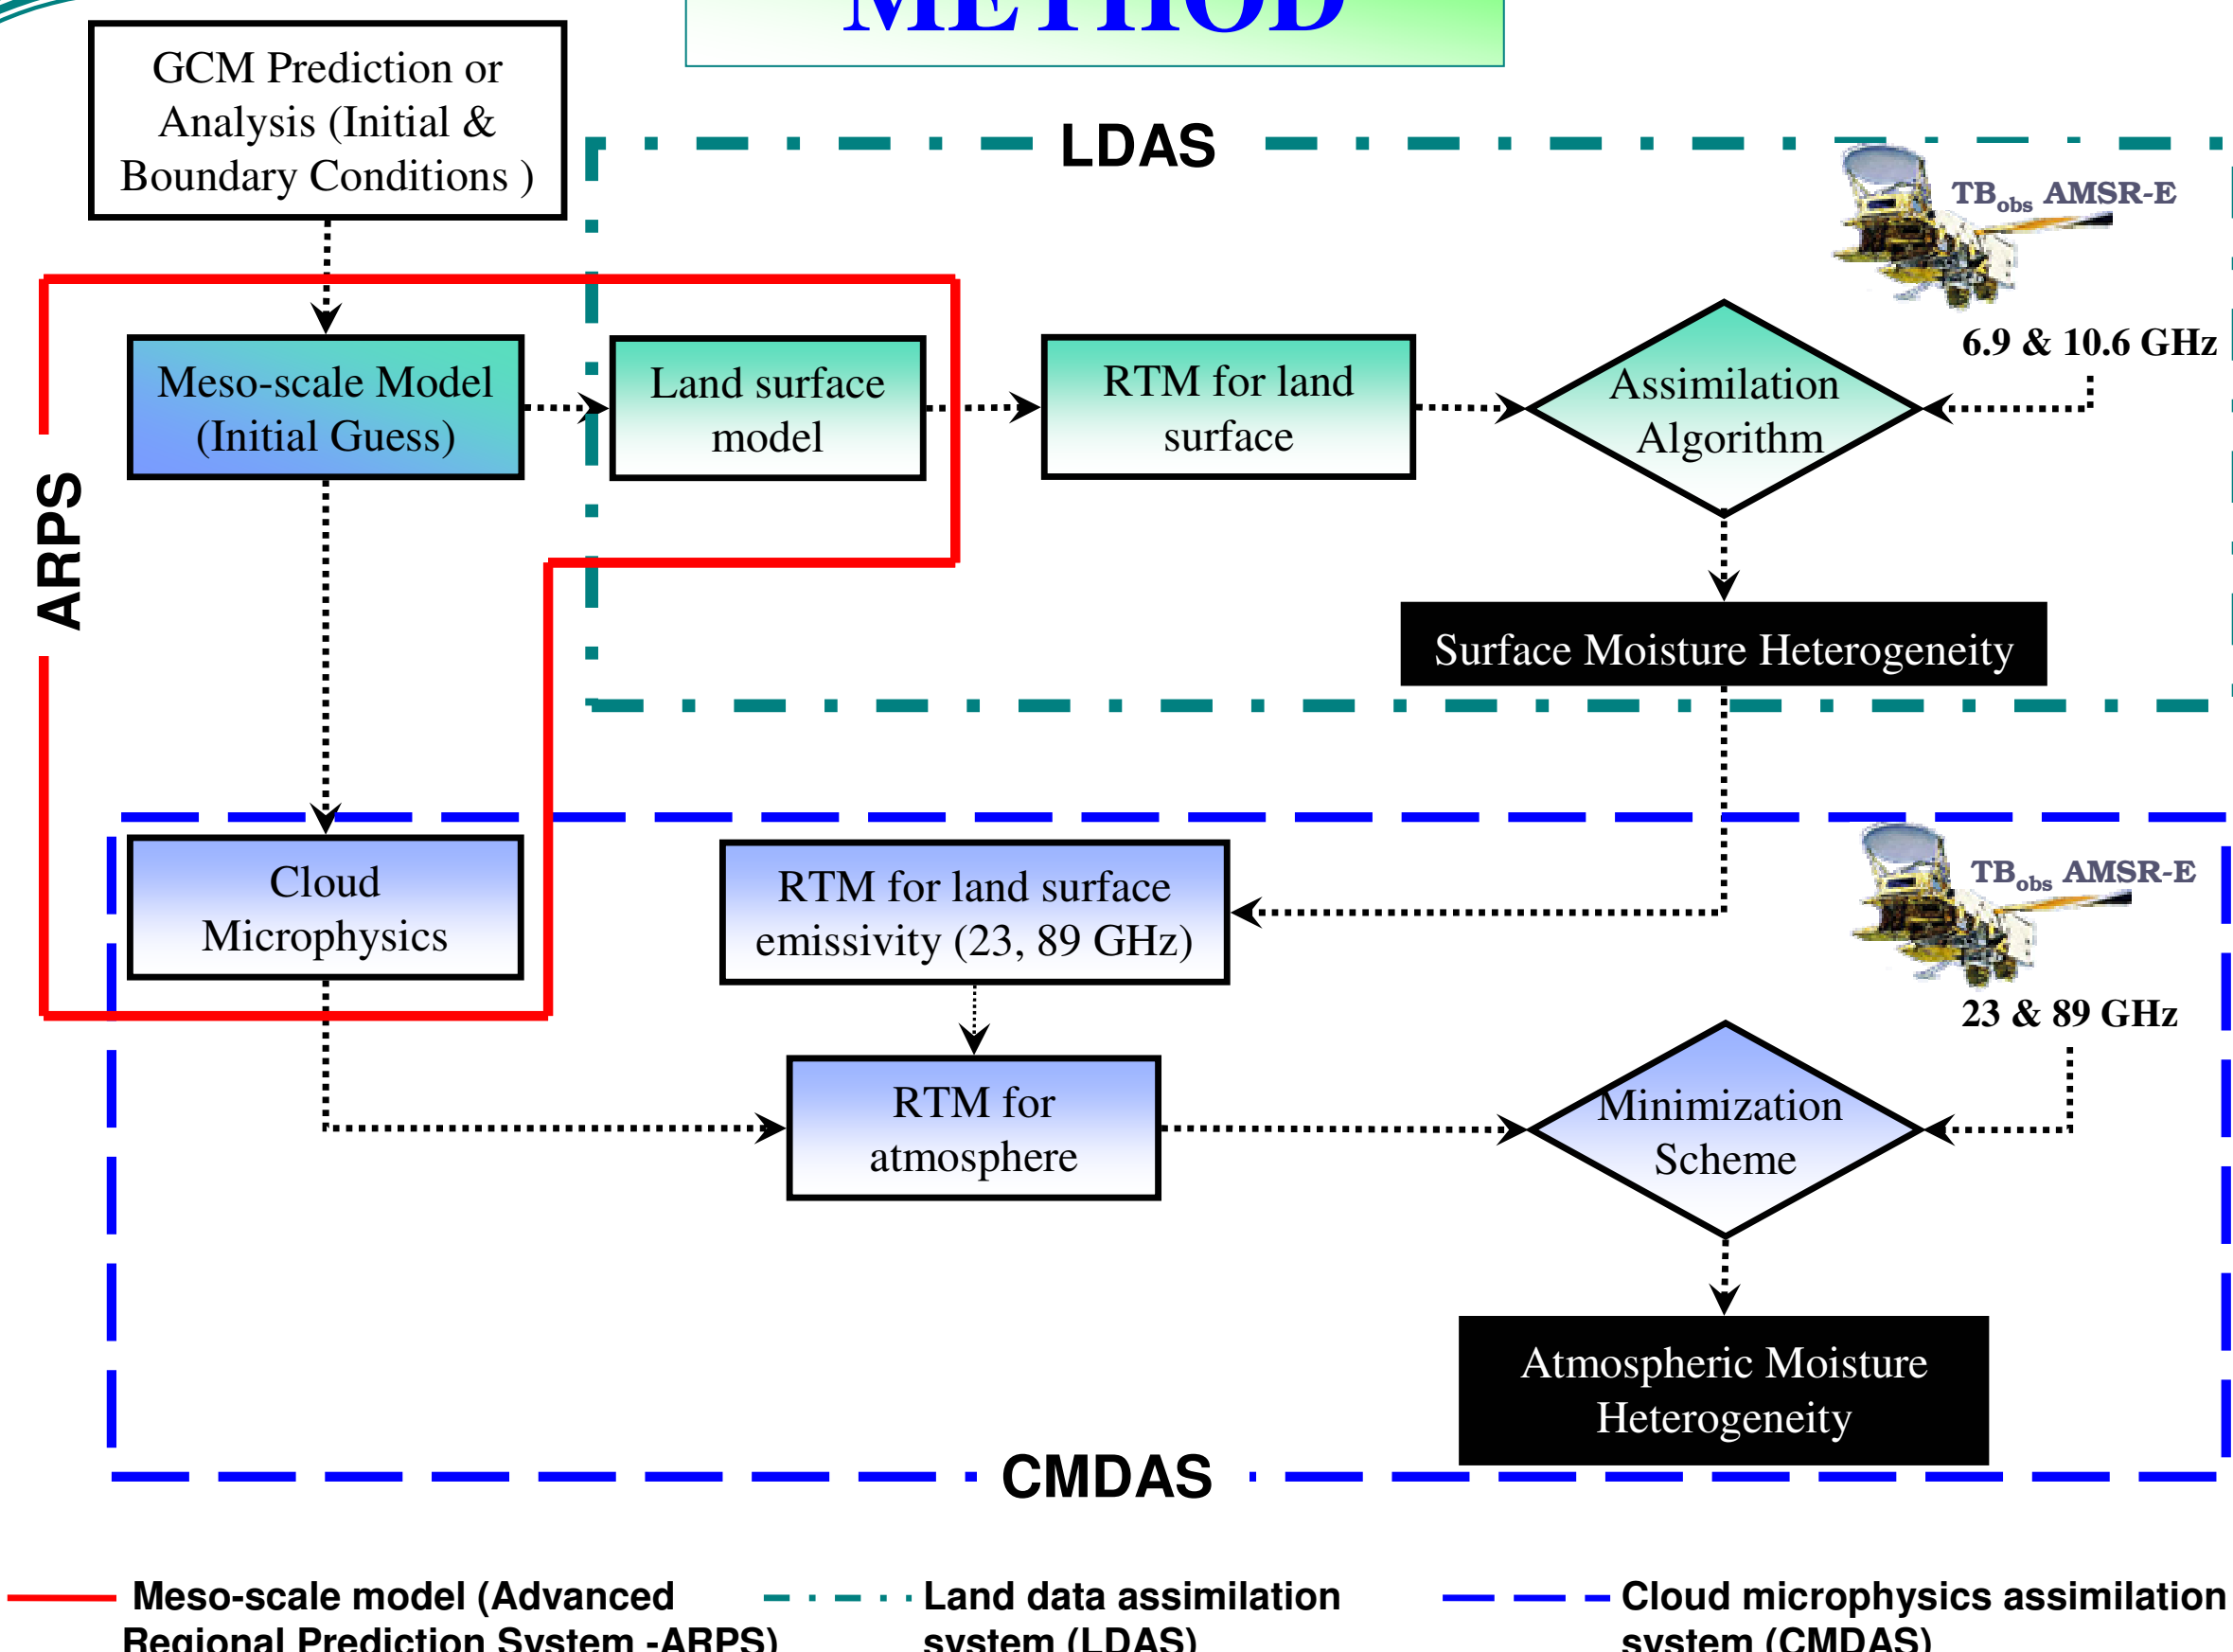 METHOD
GCM Prediction or
Analysis (Initial &
Boundary Conditions )
LDAS
TBobs AMSR-E
6.9 & 10.6 GHz
Meso-scale Model
(Initial Guess)
Land surface
model
RTM for land
surface
Assimilation
Algorithm
ARPS
Surface Moisture Heterogeneity
Cloud
Microphysics
RTM for land surface
emissivity (23, 89 GHz)
TBobs AMSR-E
23 & 89 GHz
RTM for
atmosphere
Minimization
Scheme
Atmospheric Moisture
Heterogeneity
CMDAS
Meso-scale model (Advanced
Regional Prediction System -ARPS)
Land data assimilation
system (LDAS)
Cloud microphysics assimilation
system (CMDAS)